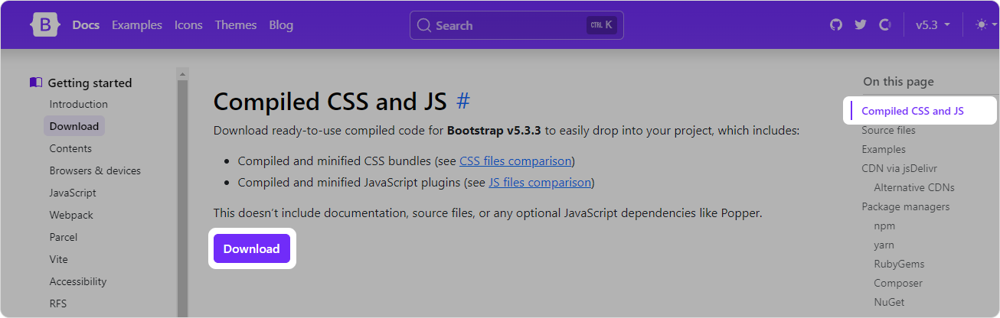 B Docs Examples Icons Themes Blog Search CTRL K v5.3
Getting started
Introduction
Download
Contents
Browsers & devices
JavaScript
Webpack
Parcel
Vite
Accessibility
RFS
Compiled CSS and JS #
Download ready-to-use compiled code for Bootstrap v5.3.3 to easily drop into your project, which includes:
• Compiled and minified CSS bundles (see CSS files comparison)
• Compiled and minified JavaScript plugins (see JS files comparison)
This doesn’t include documentation, source files, or any optional JavaScript dependencies like Popper.
Download
On this page
Compiled CSS and JS
Source files
Examples
CDN via jsDelivr
Alternative CDNs
Package managers
npm
yarn
RubyGems
Composer
NuGet